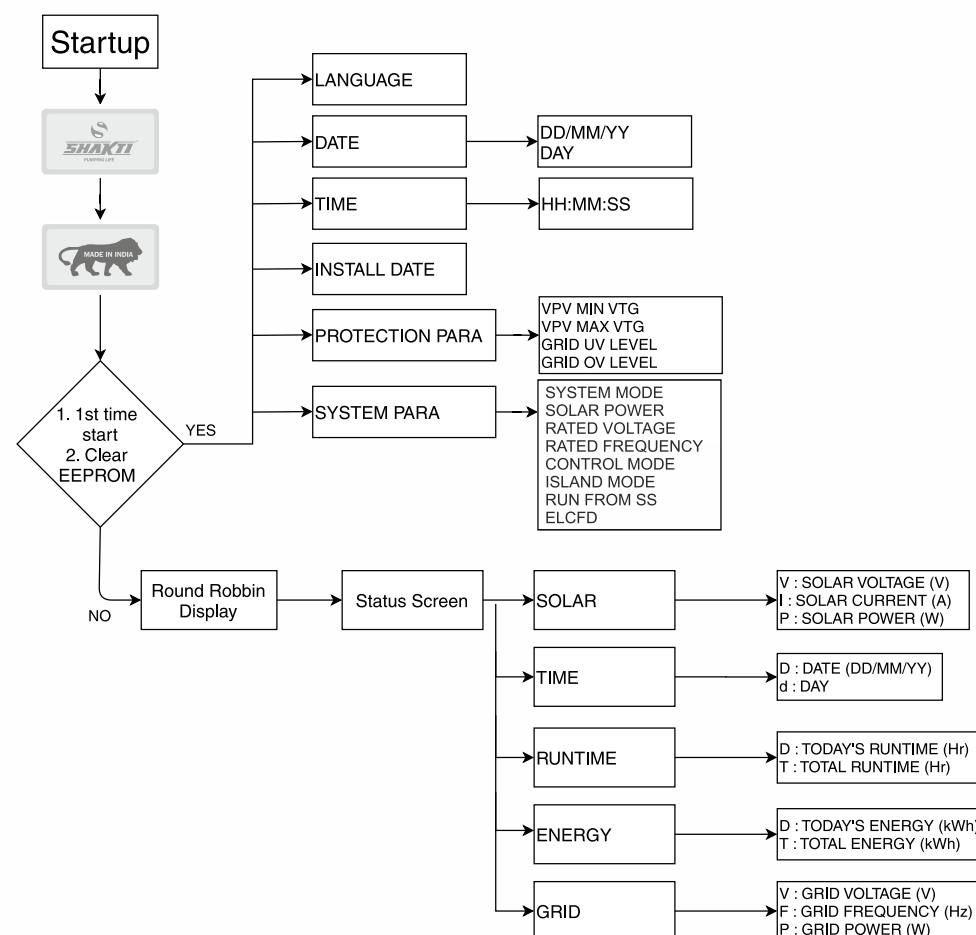 Startup
SHAKTI
PUMPING LIFE
MADE IN INDIA
1. 1st time
start
2. Clear
EEPROM
YES
NO
LANGUAGE
DATE
DD/MM/YY
DAY
TIME
HH:MM:SS
INSTALL DATE
PROTECTION PARA
VPV MIN VTG
VPV MAX VTG
GRID UV LEVEL
GRID OV LEVEL
SYSTEM PARA
SYSTEM MODE
SOLAR POWER
RATED VOLTAGE
RATED FREQUENCY
CONTROL MODE
ISLAND MODE
RUN FROM SS
ELCFD
Round Robbin
Display
Status Screen
SOLAR
V : SOLAR VOLTAGE (V)
I : SOLAR CURRENT (A)
P : SOLAR POWER (W)
TIME
D : DATE (DD/MM/YY)
d : DAY
RUNTIME
D : TODAY'S RUNTIME (Hr)
T : TOTAL RUNTIME (Hr)
ENERGY
D : TODAY'S ENERGY (kWh)
T : TOTAL ENERGY (kWh)
GRID
V : GRID VOLTAGE (V)
F : GRID FREQUENCY (Hz)
P : GRID POWER (W)